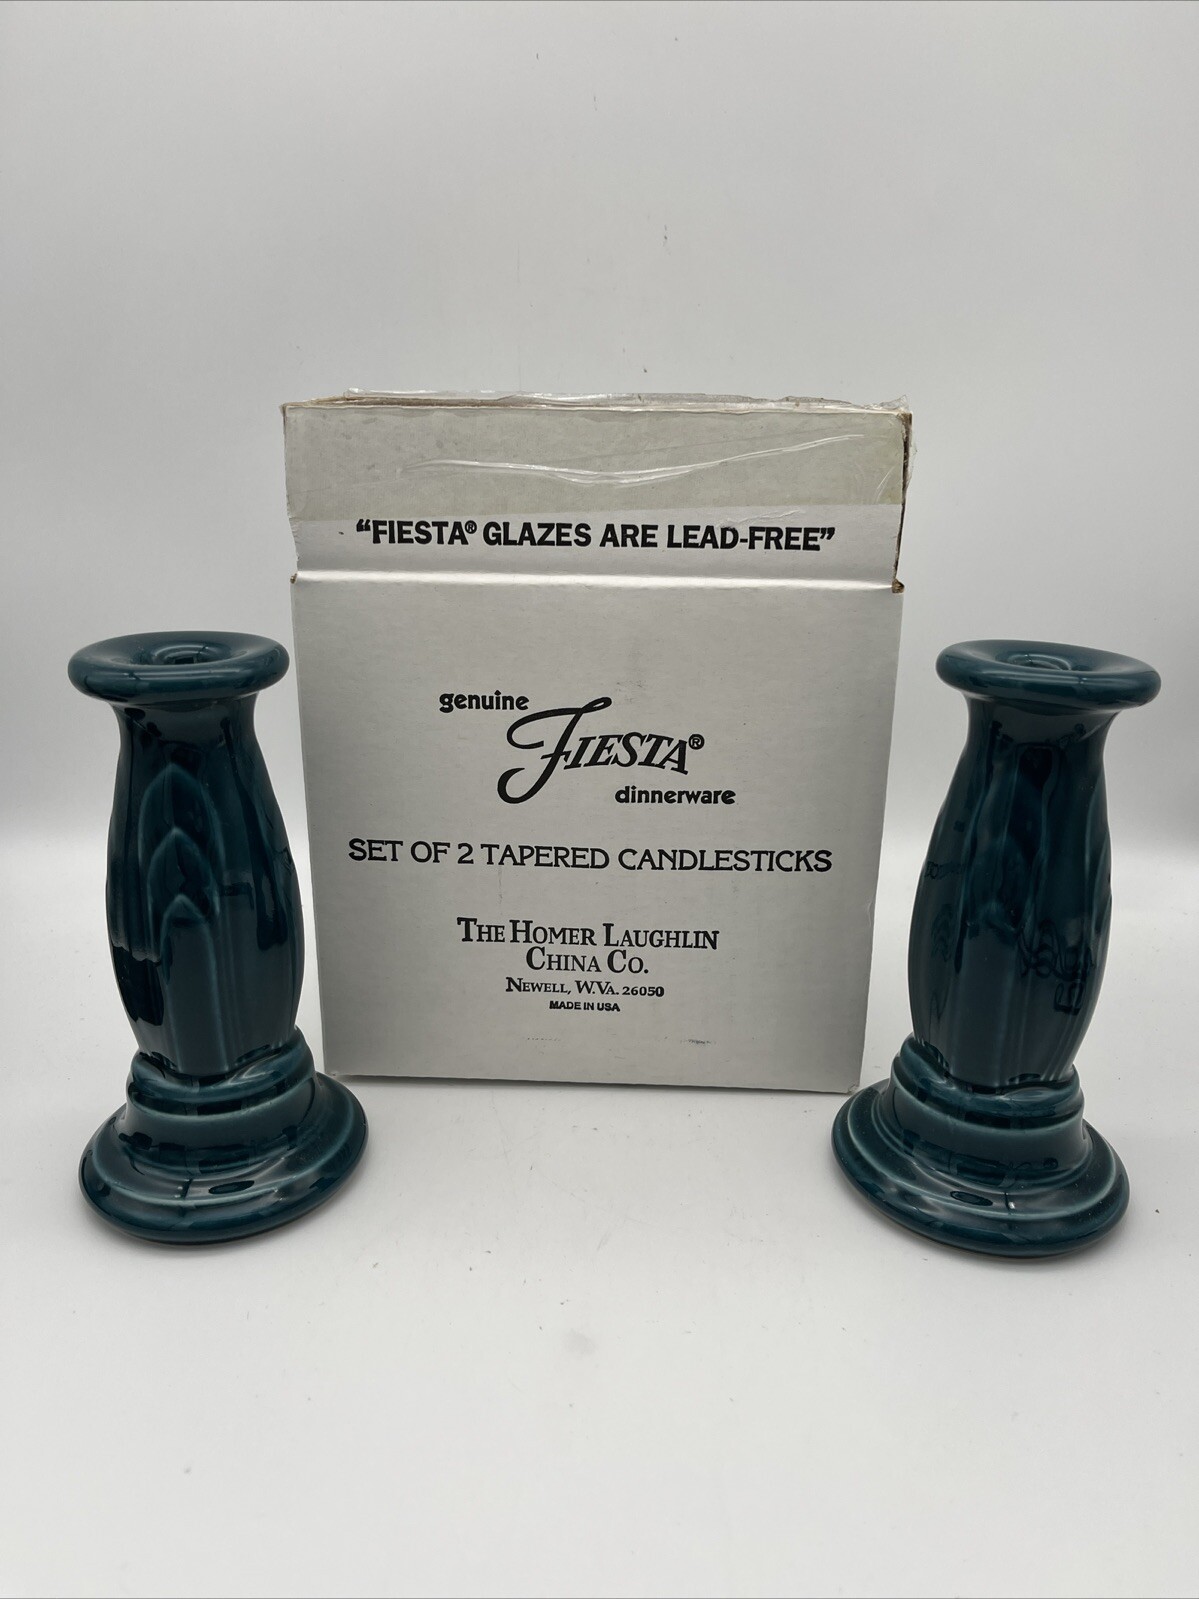 “FIESTA® GLAZES ARE LEAD-FREE”
genuine
FIESTA®
dinnerware
SET OF 2 TAPERED CANDLESTICKS
THE HOMER LAUGHLIN
CHINA CO.
NEWELL, W.VA. 26050
MADE IN USA